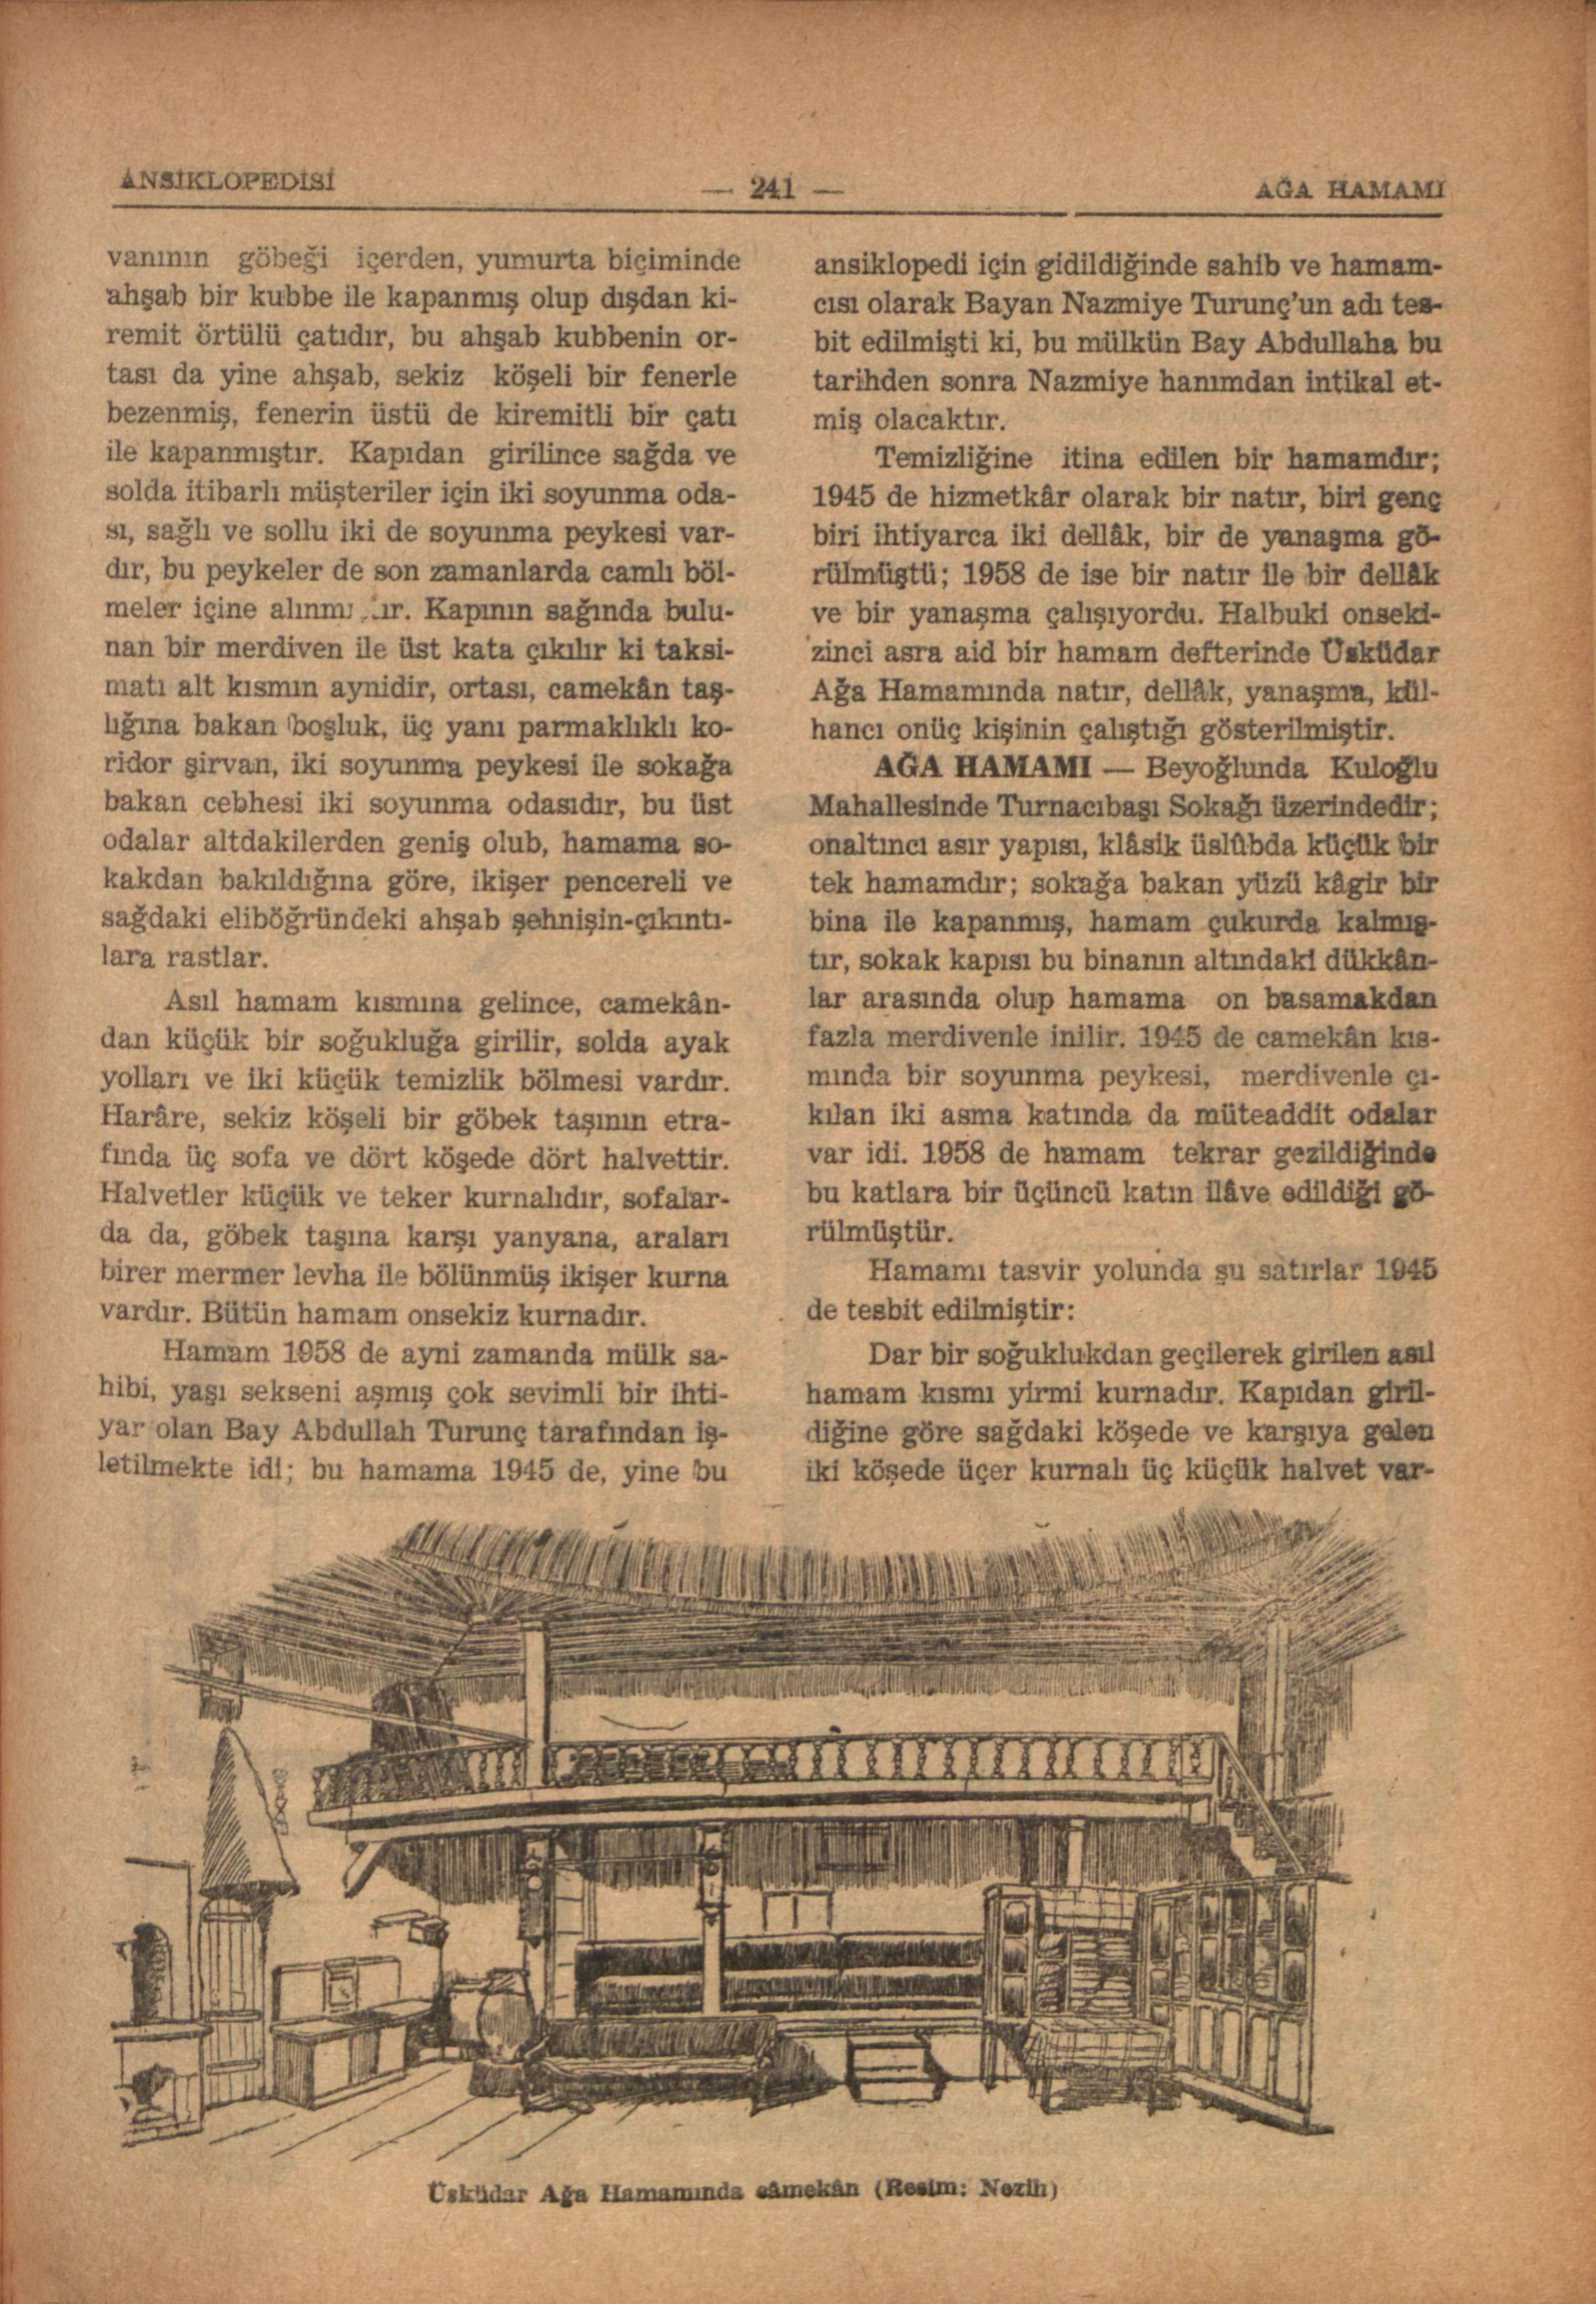 ANSİKLOPEDİSİ
— 241 —
AĞA HAMAMI
vanının göbeği içerden, yumurta biçiminde
ahşab bir kubbe ile kapanmış olup dışdan ki-
remit örtülü çatıdır, bu ahşab kubbenin or-
tası da yine ahşab, sekiz köşeli bir fenerle
bezenmiş, fenerin üstü de kiremitli bir çatı
ile kapanmıştır. Kapıdan girilince sağda ve
solda itibarlı müşteriler için iki soyunma oda-
sı, sağlı ve sollu iki de soyunma peykesi var-
dır, bu peykeler de son zamanlarda camlı böl-
meler içine Kapının sağında bulu-
nan bir merdiven ile üst kata çıkılır ki taksi-
matı alt kısmın aynidir, ortası, camekân taş-
lığına bakan boşluk, üç yanı parmaklıklı ko-
ridor şirvan, iki soyunma peykesi ile sokağa
bakan cebhesi iki soyunma odasıdır, bu üst
odalar altdakilerden geniş olub, hamama so-
kakdan bakıldığına göre, ikişer pencereli ve
sağdaki eliböğründeki ahşab şehnişin-çıkıntı-
lara rastlar.
Asıl hamam kısmına gelince, camekân-
dan küçük bir soğukluğa girilir, solda ayak
yolları ve iki küçük temizlik bölmesi vardır.
Harâre, sekiz köşeli bir göbek taşının etra-
fında üç sofa ve dört köşede dört halvettir.
Halvetler küçük ve teker kurnalıdır, sofalar-
da da, göbek taşına karşı yanyana, araları
birer mermer levha ile bölünmüş ikişer kurna
vardır. Bütün hamam onsekiz kurnadır.
Hamam 1958 de ayni zamanda mülk sa-
hibi, yaşı sekseni aşmış çok sevimli bir ihti-
yar olan Bay Abdullah Turunç tarafından iş-
letilmekte idi; bu hamama 1945 de, yine bu
ansiklopedi için gidildiğinde sahib ve hamam-
cısı olarak Bayan Nazmiye Turunç'un adı tes-
bit edilmişti ki, bu mülkün Bay Abdullaha bu
tarihden sonra Nazmiye hanımdan intikal et-
miş olacaktır.
Temizliğine itina edilen bir hamamdır;
1945 de hizmetkâr olarak bir natır, biri genç
biri ihtiyarca iki dellâk, bir de yanaşma gö-
rülmüştü; 1958 de ise bir natır ile bir dellâk
ve bir yanaşma çalışıyordu. Halbuki onseki-
zinci asra aid bir hamam defterinde Üsküdar
Ağa Hamamında natır, dellâk, yanaşma, kül-
hancı onüç kişinin çalıştığı gösterilmiştir.
AĞA HAMAMI — Beyoğlunda Kuloğlu
Mahallesinde Turnacıbaşı Sokağı üzerindedir;
onaltıncı asır yapısı, klâsik üslûbda küçük bir
tek hamamdır; sokağa bakan yüzü kâgir bir
bina ile kapanmış, hamam çukurda kalmış-
tır, sokak kapısı bu binanın altındaki dükkân-
lar arasında olup hamama on basamakdan
fazla merdivenle inilir. 1945 de camekân kıs-
mında bir soyunma peykesi, merdivenle çı-
kılan iki asma katında da müteaddit odalar
var idi. 1958 de hamam tekrar gezildiğinde
bu katlara bir üçüncü katın ilâve edildiği gö-
rülmüştür.
Hamamı tasvir yolunda şu satırlar 1945
de tesbit edilmiştir:
Dar bir soğuklukdan geçilerek girilen asıl
hamam kısmı yirmi kurnadır. Kapıdan giril-
diğine göre sağdaki köşede ve karşıya gelen
iki köşede üçer kurnalı üç küçük halvet var-
Üsküdar Ağa Hamamında câmekân (Resim: Nezih)